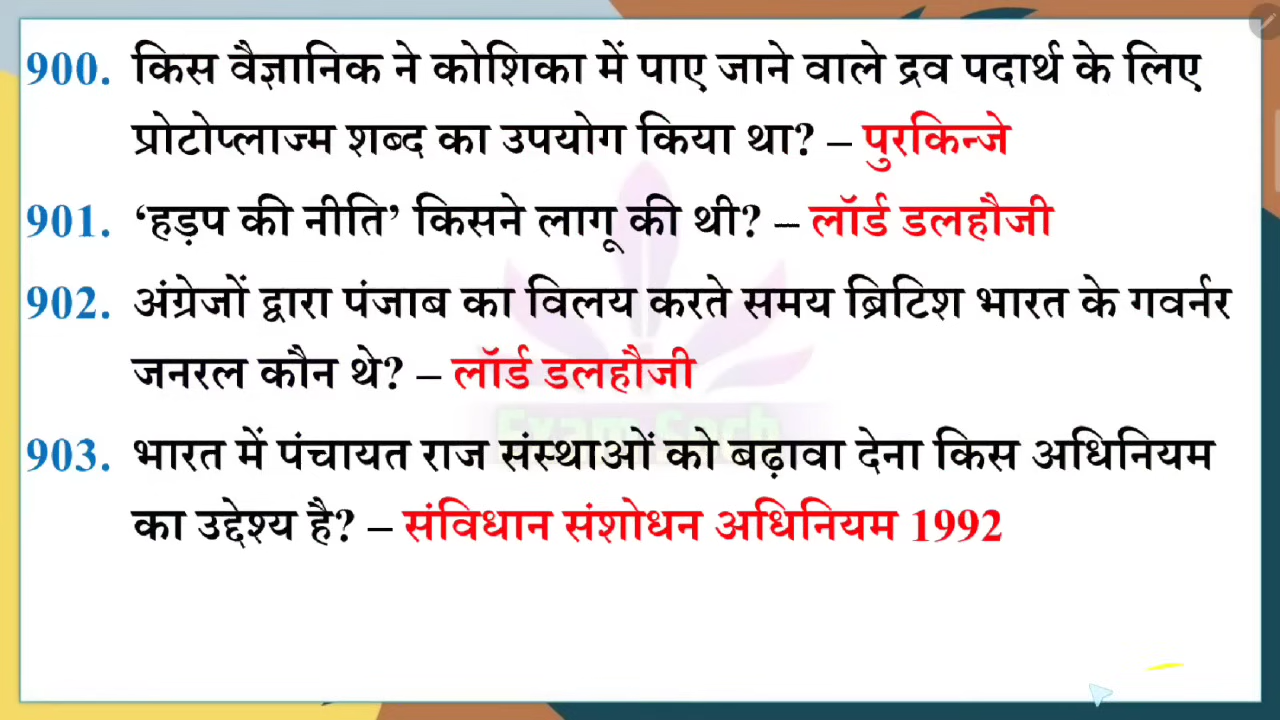 900. किस वैज्ञानिक ने कोशिका में पाए जाने वाले द्रव पदार्थ के लिए
प्रोटोप्लाज्म शब्द का उपयोग किया था? – पुरकिन्जे
901. ‘हड़प की नीति’ किसने लागू की थी? – लॉर्ड डलहौजी
902. अंग्रेजों द्वारा पंजाब का विलय करते समय ब्रिटिश भारत के गवर्नर
जनरल कौन थे? – लॉर्ड डलहौजी
903. भारत में पंचायत राज संस्थाओं को बढ़ावा देना किस अधिनियम
का उद्देश्य है? – संविधान संशोधन अधिनियम 1992